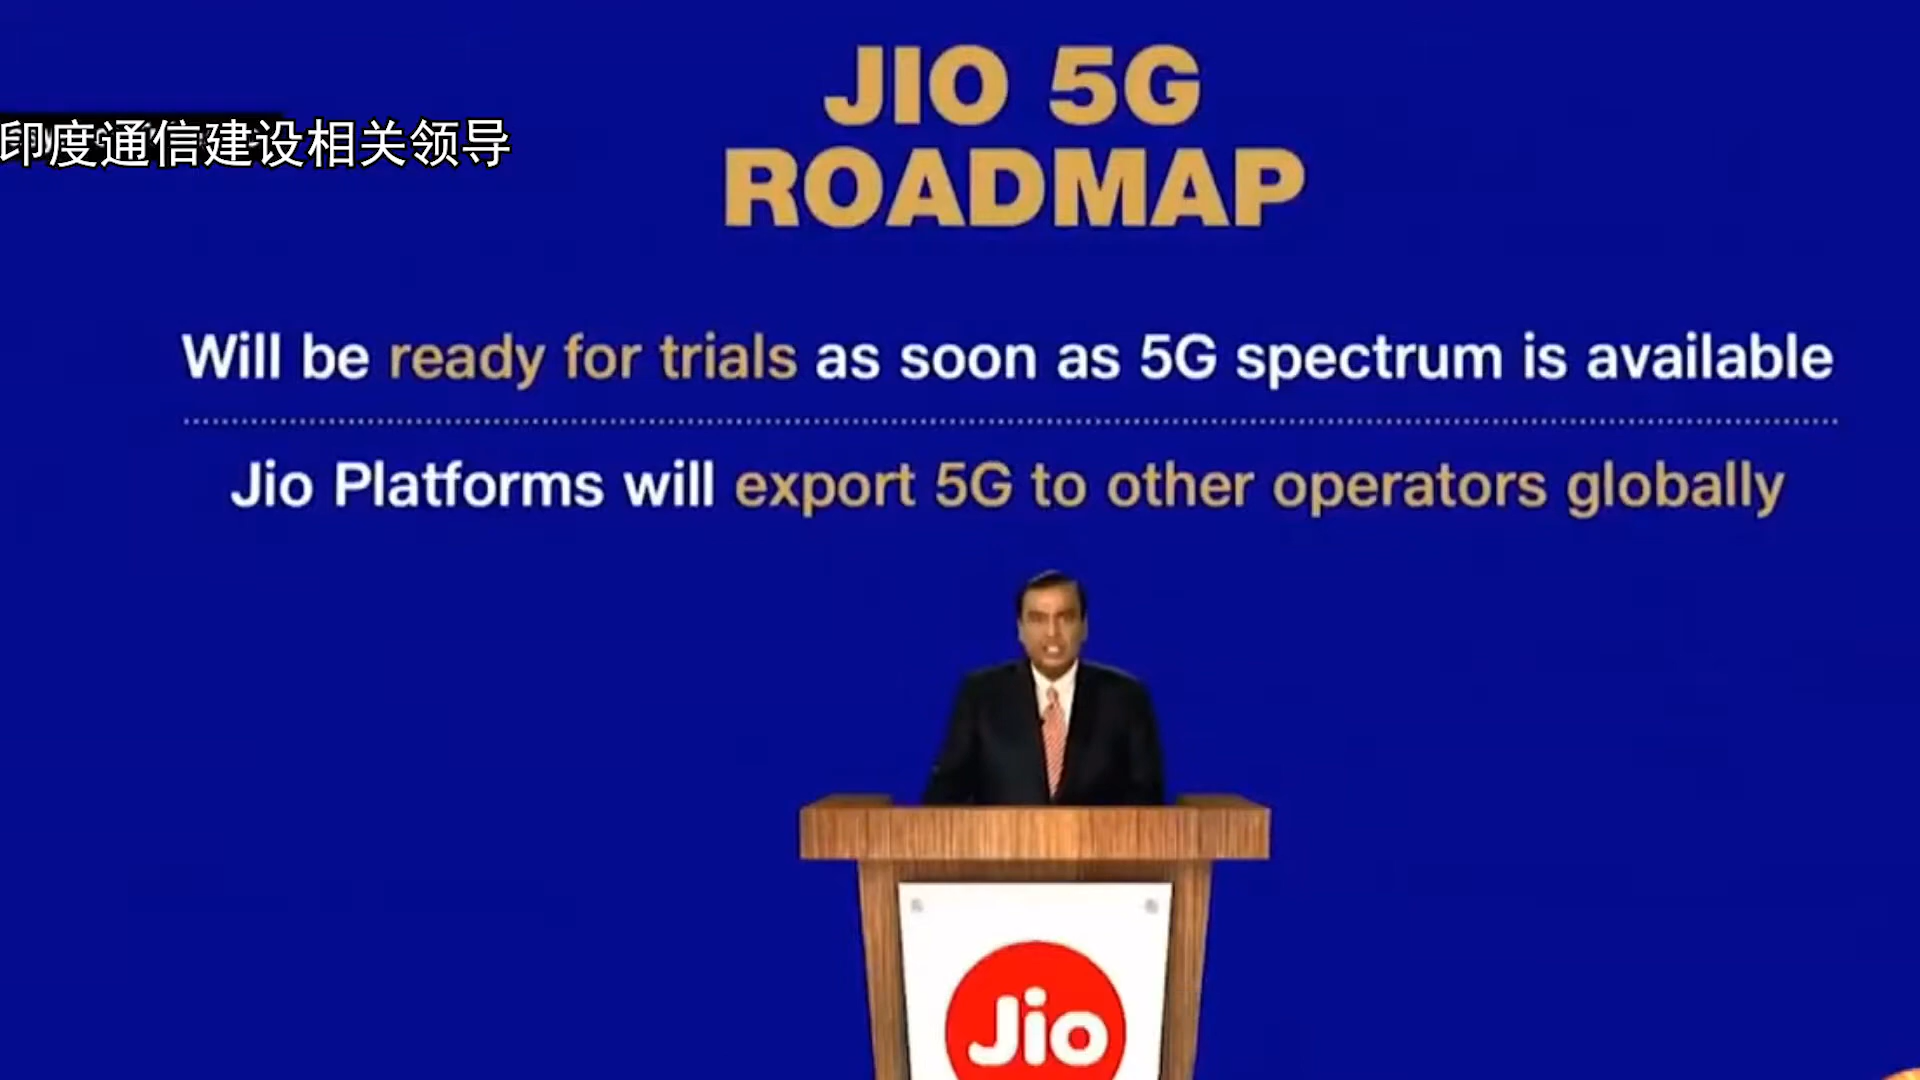 JIO 5G
ROADMAP
印度通信建设相关领导
Will be ready for trials as soon as 5G spectrum is available
Jio Platforms will export 5G to other operators globally
Jio